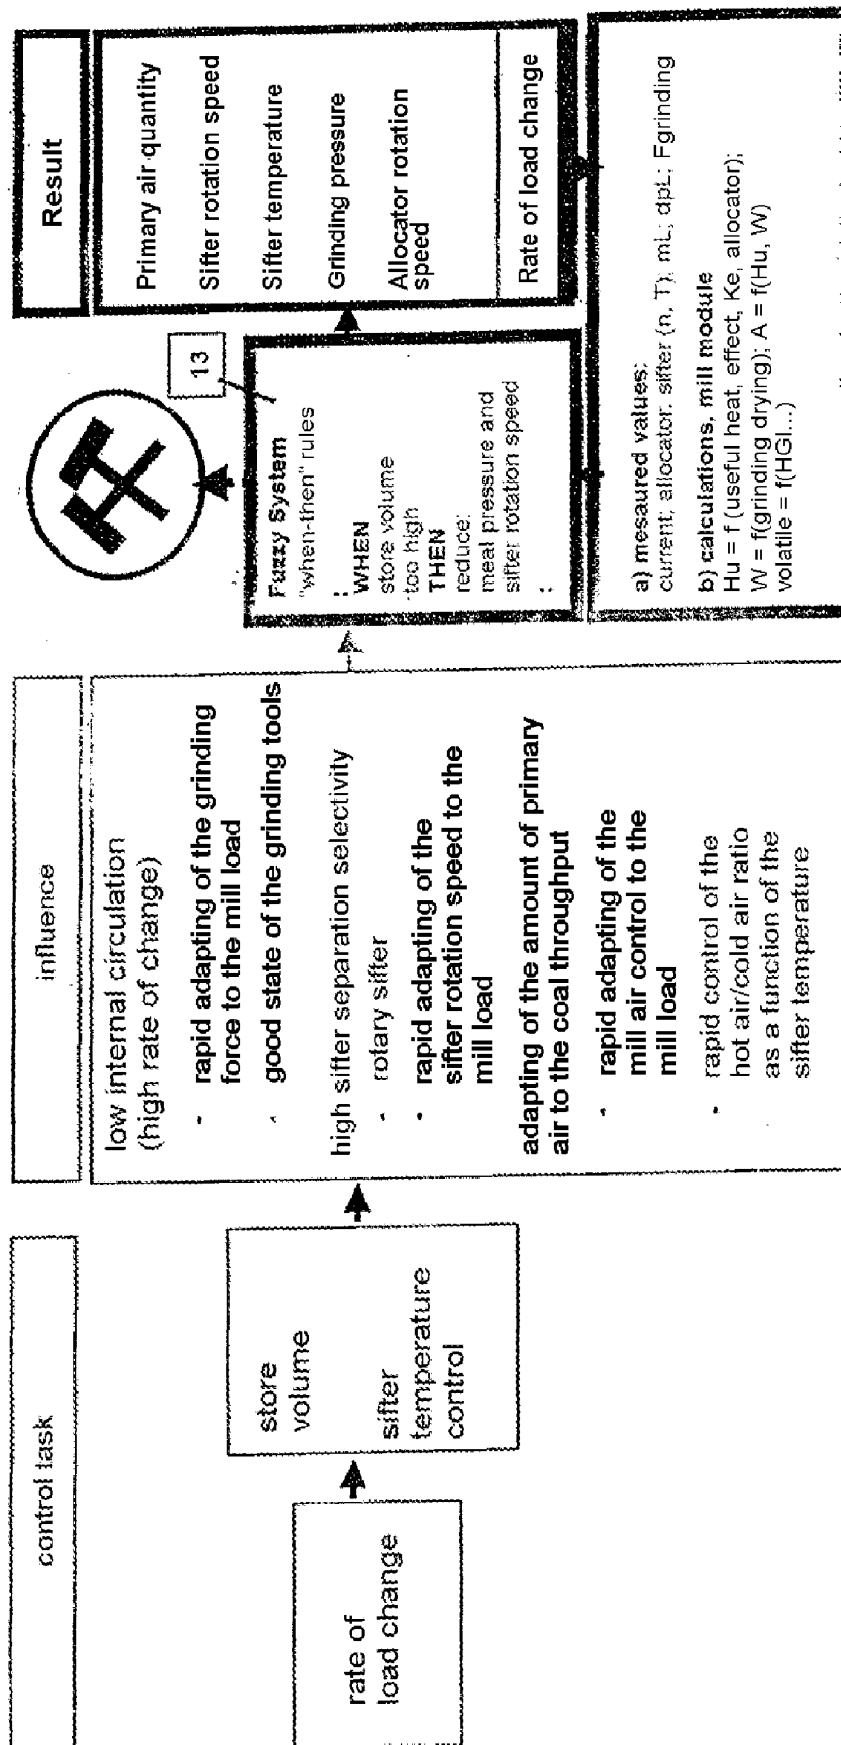 control task
rate of
load change
store
volume
sifter
temperature
control
influence
low internal circulation
(high rate of change)
- rapid adapting of the grinding
force to the mill load
- good state of the grinding tools
high sifter separation selectivity
- rotary sifter
- rapid adapting of the
sifter rotation speed to the
mill load
adapting of the amount of primary
air to the coal throughput
- rapid adapting of the
mill air control to the
mill load
- rapid control of the
hot air/cold air ratio
as a function of the
sifter temperature
13
Fuzzy System
"when-then" rules
:
WHEN
store volume
too high
THEN
reduce:
meal pressure and
sifter rotation speed
:
Result
Primary air quantity
Sifter rotation speed
Sifter temperature
Grinding pressure
Allocator rotation
speed
Rate of load change
a) mesaured values:
current; allocator; sifter (n, T); mL; dpL; Fgrinding
b) calculations, mill module
Hu = f (useful heat, effect, Ke, allocator);
W = f(grinding drying); A = f(Hu, W)
volatile = f(HGI...)